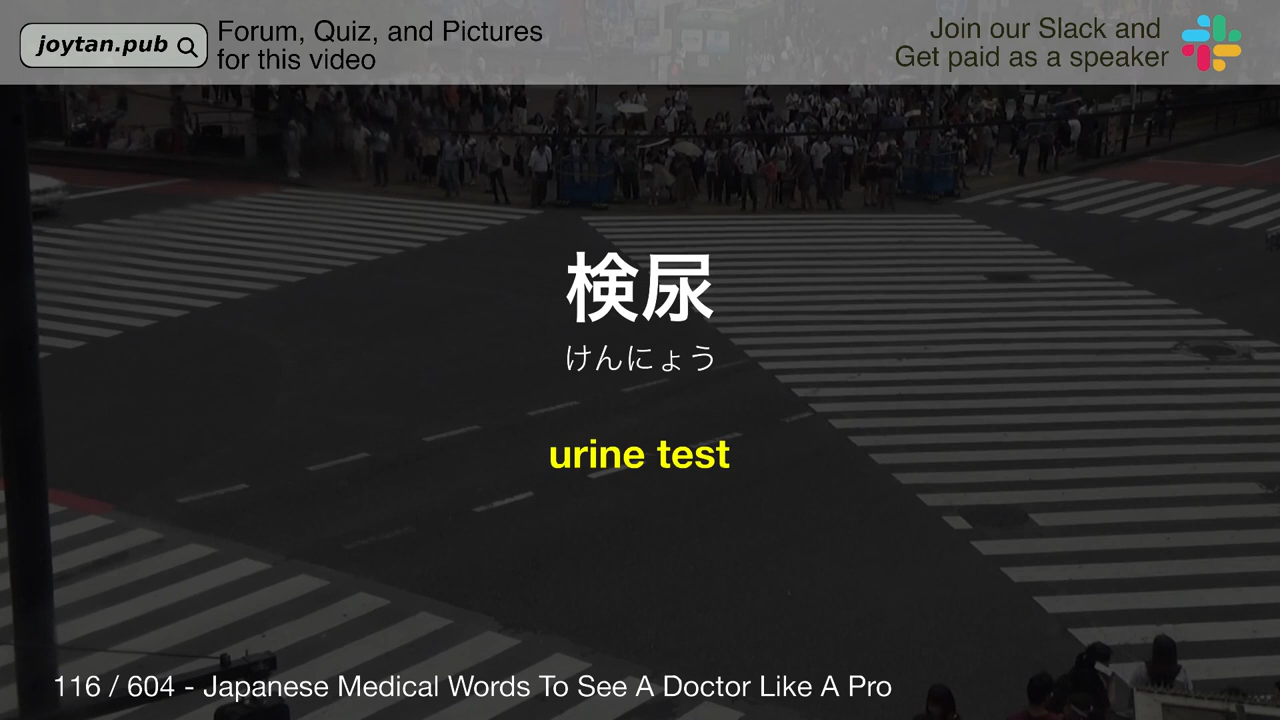 joytan.pub
Forum, Quiz, and Pictures
for this video
Join our Slack and
Get paid as a speaker
検尿
けんにょう
urine test
116 / 604 - Japanese Medical Words To See A Doctor Like A Pro